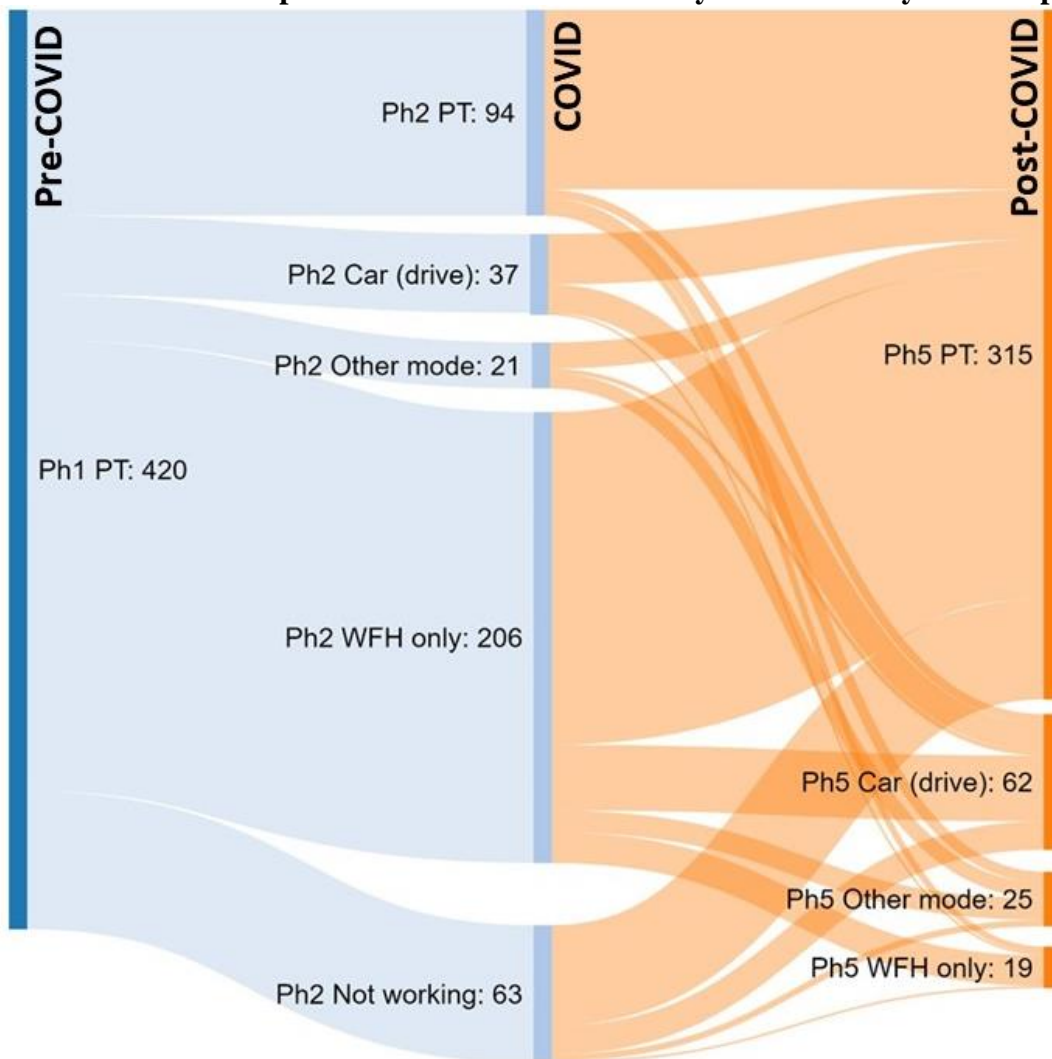 Pre-COVID
COVID
Post-COVID
Ph2 PT: 94
Ph2 Car (drive): 37
Ph2 Other mode: 21
Ph5 PT: 315
Ph1 PT: 420
Ph2 WFH only: 206
Ph5 Car (drive): 62
Ph5 Other mode: 25
Ph5 WFH only: 19
Ph2 Not working: 63